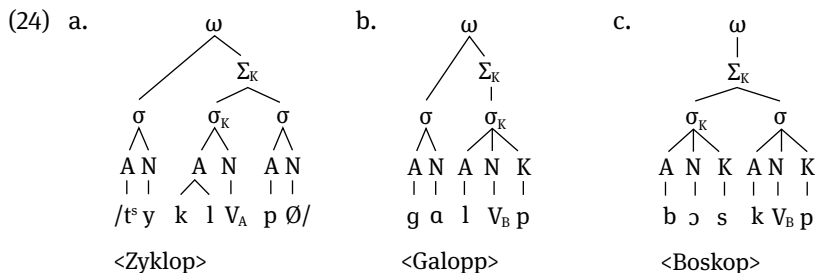 (24) a. ω b. ω c. ω
Σ_K Σ_K Σ_K
σ σ_K σ σ σ_K σ_K σ
A N A N A N A N A N K A N K A N K
/tˢ y k l V_A p Ø/ ɡ ɑ l V_B p b ɔ s k V_B p
<Zyklop> <Galopp> <Boskop>